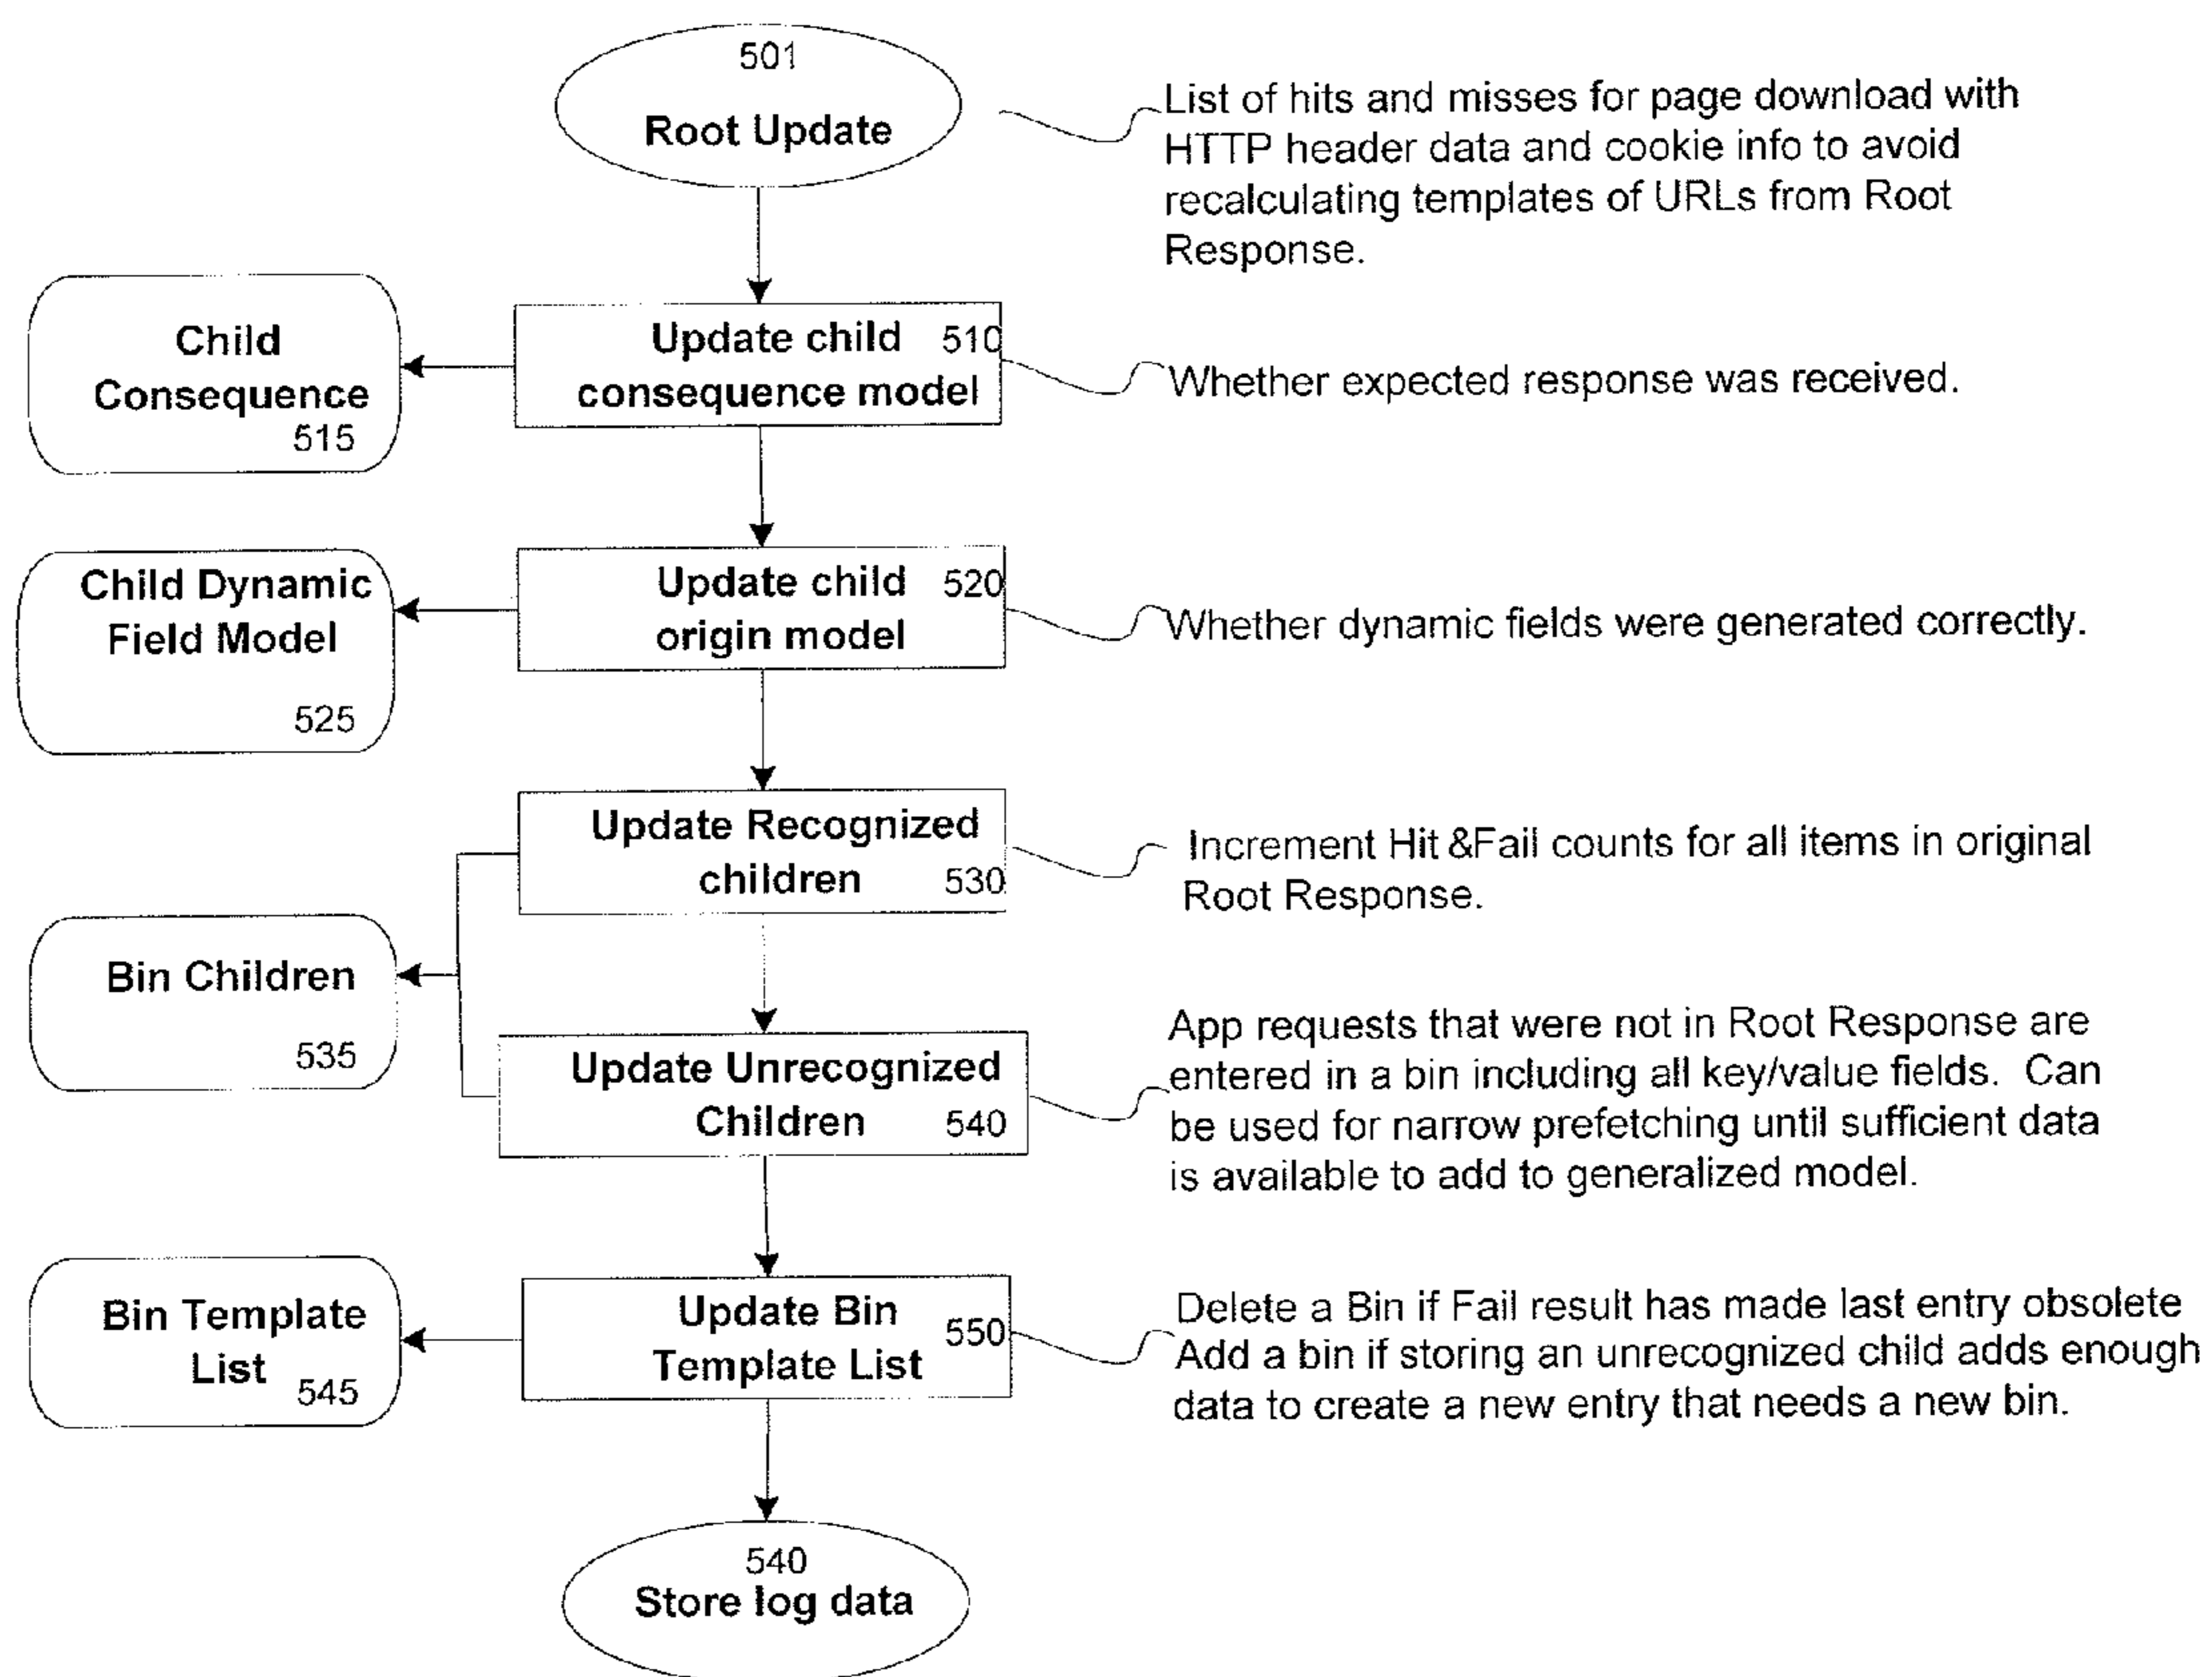 501
Root Update
List of hits and misses for page download with
HTTP header data and cookie info to avoid
recalculating templates of URLs from Root
Response.
Child
Consequence
515
Update child 510
consequence model
Whether expected response was received.
Child Dynamic
Field Model
525
Update child 520
origin model
Whether dynamic fields were generated correctly.
Update Recognized
children 530
Increment Hit &Fail counts for all items in original
Root Response.
Bin Children
535
Update Unrecognized
Children 540
App requests that were not in Root Response are
entered in a bin including all key/value fields. Can
be used for narrow prefetching until sufficient data
is available to add to generalized model.
Bin Template
List 545
Update Bin
Template List 550
Delete a Bin if Fail result has made last entry obsolete
Add a bin if storing an unrecognized child adds enough
data to create a new entry that needs a new bin.
540
Store log data